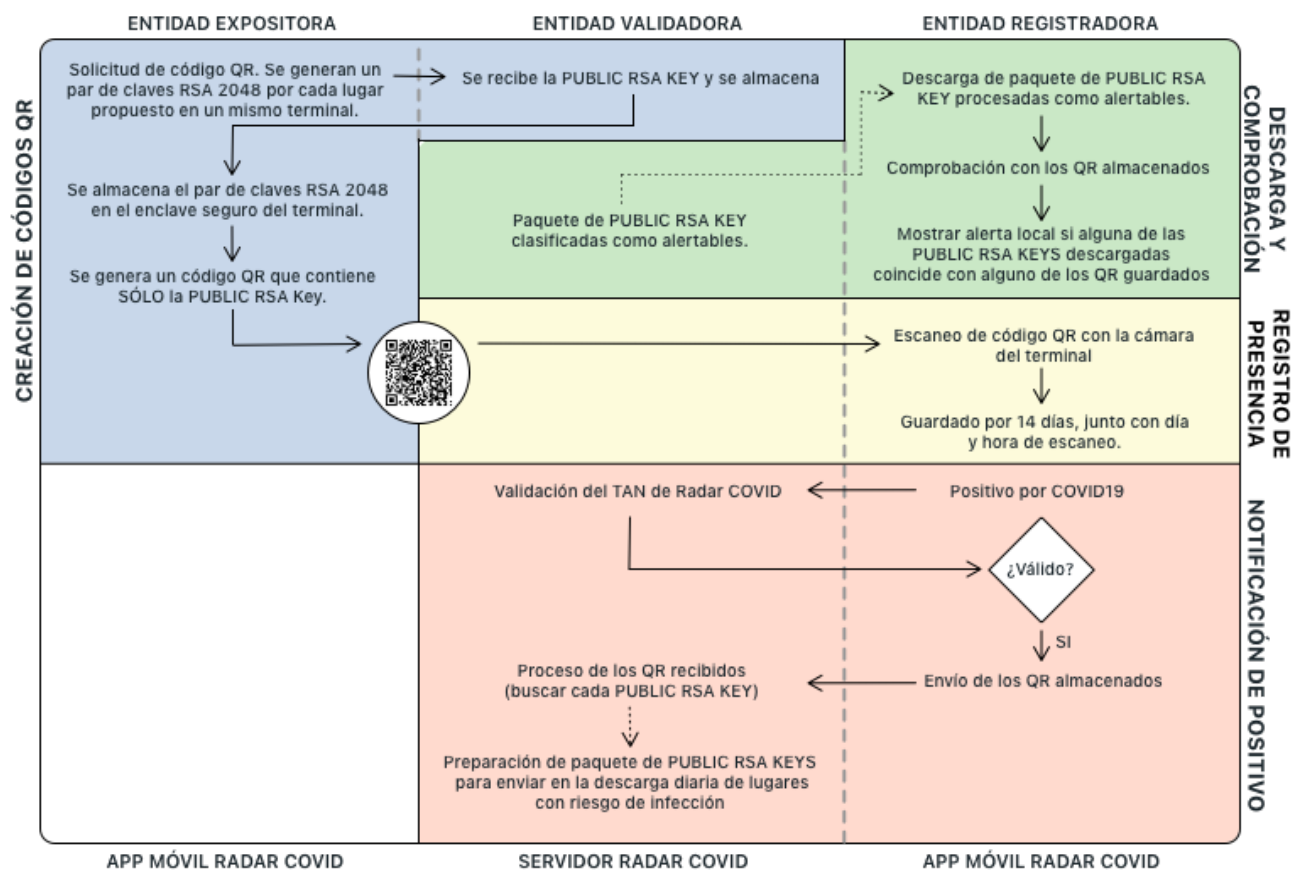 ENTIDAD EXPOSITORA
ENTIDAD VALIDADORA
ENTIDAD REGISTRADORA
CREACIÓN DE CÓDIGOS QR
Solicitud de código QR. Se generan un
par de claves RSA 2048 por cada lugar
propuesto en un mismo terminal.
Se recibe la PUBLIC RSA KEY y se almacena
Se almacena el par de claves RSA 2048
en el enclave seguro del terminal.
Se genera un código QR que contiene
SÓLO la PUBLIC RSA Key.
DESCARGA Y
COMPROBACIÓN
Paquete de PUBLIC RSA KEY
clasificadas como alertables.
Descarga de paquete de PUBLIC RSA
KEY procesadas como alertables.
Comprobación con los QR almacenados
Mostrar alerta local si alguna de las
PUBLIC RSA KEYS descargadas
coincide con alguno de los QR guardados
REGISTRO DE
PRESENCIA
Escaneo de código QR con la cámara
del terminal
Guardado por 14 días, junto con día
y hora de escaneo.
NOTIFICACIÓN DE POSITIVO
Validación del TAN de Radar COVID
Positivo por COVID19
¿Válido?
SI
Envío de los QR almacenados
Proceso de los QR recibidos
(buscar cada PUBLIC RSA KEY)
Preparación de paquete de PUBLIC RSA KEYS
para enviar en la descarga diaria de lugares
con riesgo de infección
APP MÓVIL RADAR COVID
SERVIDOR RADAR COVID
APP MÓVIL RADAR COVID